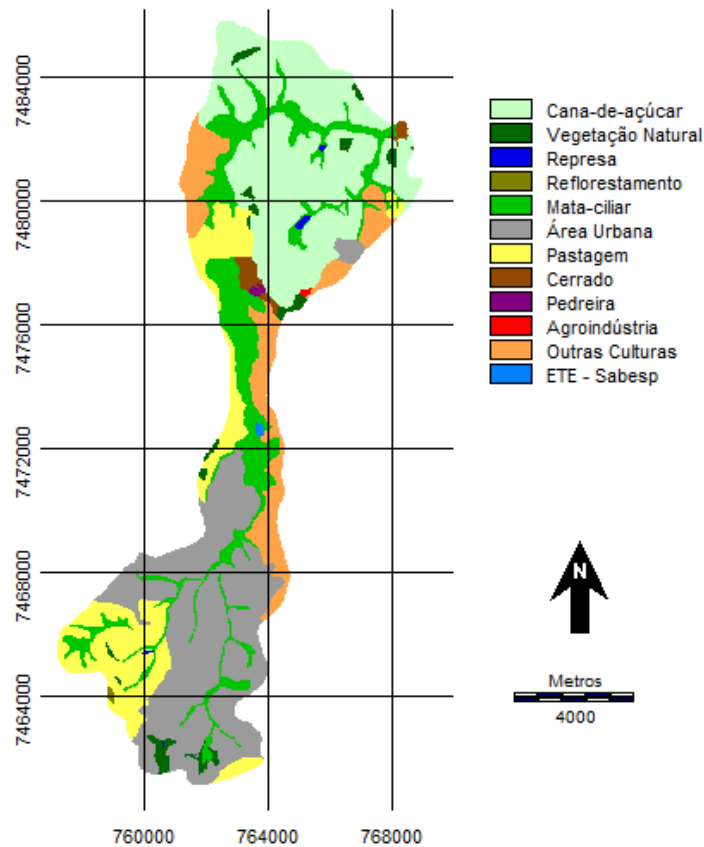 7484000
7480000
7476000
7472000
7468000
7464000
760000
764000
768000
Cana-de-açúcar
Vegetação Natural
Represa
Reflorestamento
Mata-ciliar
Área Urbana
Pastagem
Cerrado
Pedreira
Agroindústria
Outras Culturas
ETE - Sabesp
N
Metros
4000